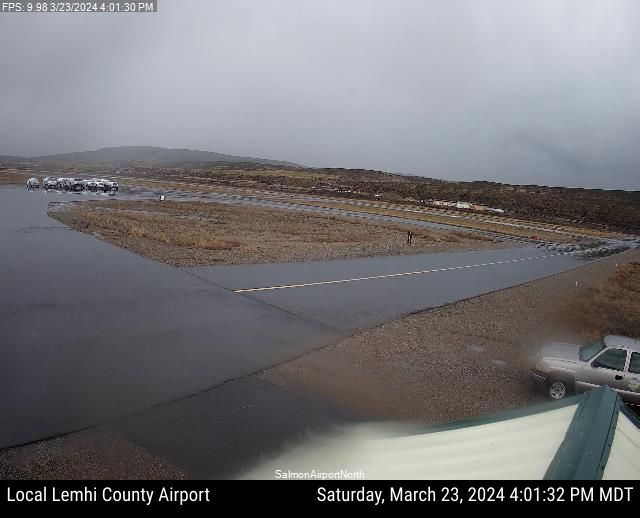 FPS: 9.98 3/23/2024 4:01:30 PM
SalmonAirportNorth
Local Lemhi County Airport Saturday, March 23, 2024 4:01:32 PM MDT